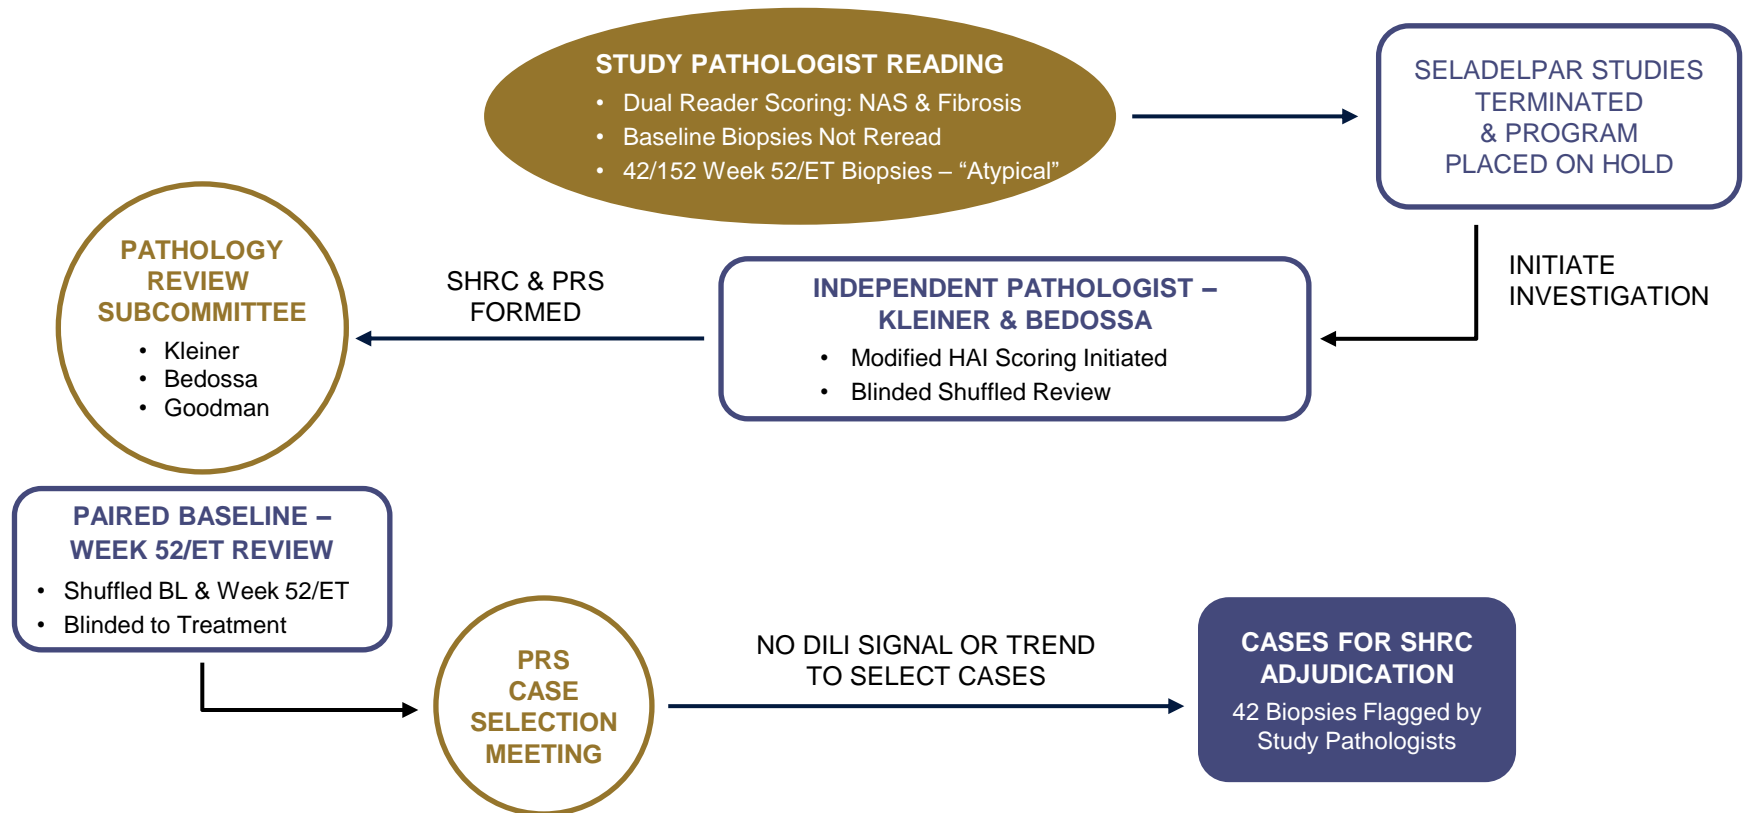 STUDY PATHOLOGIST READING
• Dual Reader Scoring: NAS & Fibrosis
• Baseline Biopsies Not Reread
• 42/152 Week 52/ET Biopsies – “Atypical”
SELADELPAR STUDIES
TERMINATED
& PROGRAM
PLACED ON HOLD
INITIATE
INVESTIGATION
INDEPENDENT PATHOLOGIST –
KLEINER & BEDOSSA
• Modified HAI Scoring Initiated
• Blinded Shuffled Review
SHRC & PRS
FORMED
PATHOLOGY
REVIEW
SUBCOMMITTEE
• Kleiner
• Bedossa
• Goodman
PAIRED BASELINE –
WEEK 52/ET REVIEW
• Shuffled BL & Week 52/ET
• Blinded to Treatment
PRS
CASE
SELECTION
MEETING
NO DILI SIGNAL OR TREND
TO SELECT CASES
CASES FOR SHRC
ADJUDICATION
42 Biopsies Flagged by
Study Pathologists